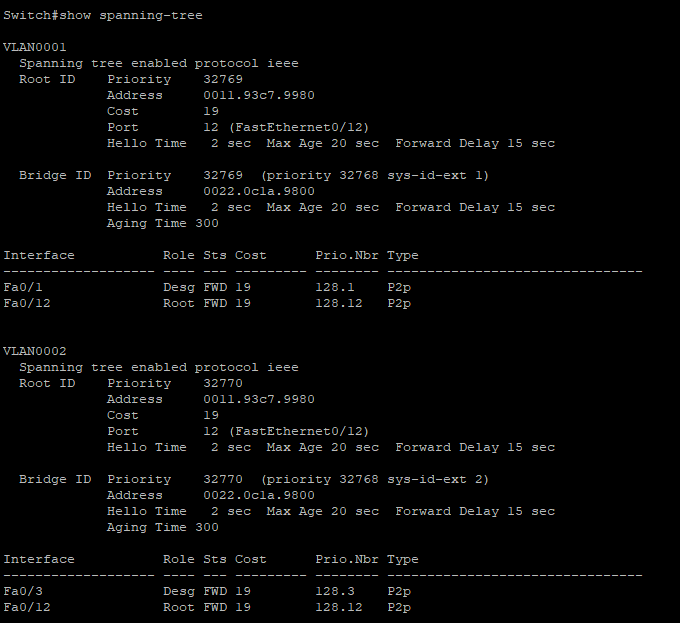 Switch#show spanning-tree

VLAN0001
  Spanning tree enabled protocol ieee
  Root ID    Priority    32769
             Address     0011.93c7.9980
             Cost        19
             Port        12 (FastEthernet0/12)
             Hello Time   2 sec  Max Age 20 sec  Forward Delay 15 sec

  Bridge ID  Priority    32769  (priority 32768 sys-id-ext 1)
             Address     0022.0c1a.9800
             Hello Time   2 sec  Max Age 20 sec  Forward Delay 15 sec
             Aging Time 300

Interface           Role Sts Cost      Prio.Nbr Type
------------------- ---- --- --------- -------- --------------------------------
Fa0/1               Desg FWD 19        128.1    P2p
Fa0/12              Root FWD 19        128.12   P2p


VLAN0002
  Spanning tree enabled protocol ieee
  Root ID    Priority    32770
             Address     0011.93c7.9980
             Cost        19
             Port        12 (FastEthernet0/12)
             Hello Time   2 sec  Max Age 20 sec  Forward Delay 15 sec

  Bridge ID  Priority    32770  (priority 32768 sys-id-ext 2)
             Address     0022.0c1a.9800
             Hello Time   2 sec  Max Age 20 sec  Forward Delay 15 sec
             Aging Time 300

Interface           Role Sts Cost      Prio.Nbr Type
------------------- ---- --- --------- -------- --------------------------------
Fa0/3               Desg FWD 19        128.3    P2p
Fa0/12              Root FWD 19        128.12   P2p